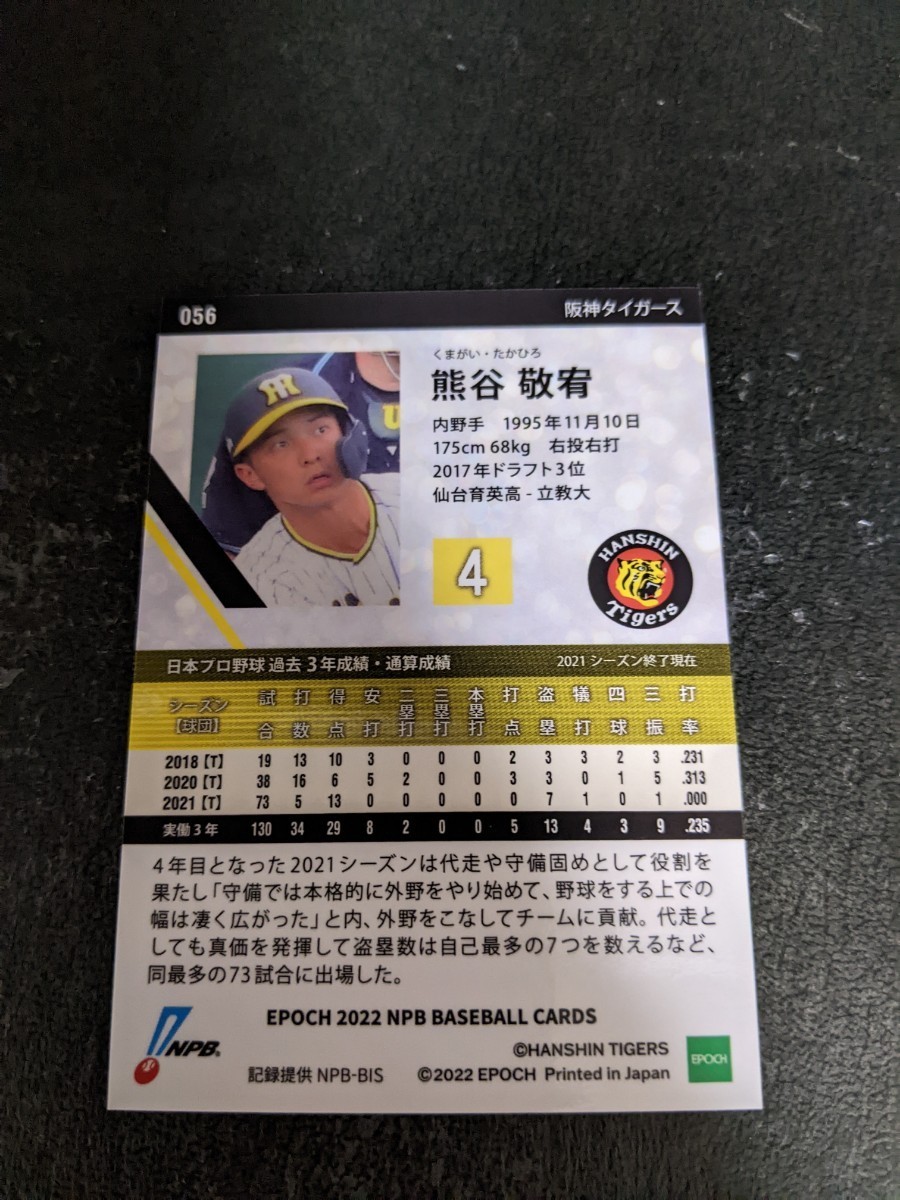 056 阪神タイガース
くまがい・たかひろ
熊谷 敬宥
内野手 1995年11月10日
175cm 68kg 右投右打
2017年ドラフト3位
仙台育英高 - 立教大
4
HANSHIN
Tigers
日本プロ野球 過去 3年成績・通算成績 2021 シーズン終了現在
シーズン【球団】 試合 打数 得点 安打 二塁打 三塁打 本塁打 打点 盗塁 犠打 四球 三振 打率
2018【T】 19 13 10 3 0 0 0 2 3 3 2 3 .231
2020【T】 38 16 6 5 2 0 0 3 3 0 1 5 .313
2021【T】 73 5 13 0 0 0 0 0 7 1 0 1 .000
実働3年 130 34 29 8 2 0 0 5 13 4 3 9 .235
4年目となった2021シーズンは代走や守備固めとして役割を
果たし「守備では本格的に外野をやり始めて、野球をする上での
幅は凄く広がった」と内、外野をこなしてチームに貢献。代走と
しても真価を発揮して盗塁数は自己最多の7つを数えるなど、
同最多の73試合に出場した。
EPOCH 2022 NPB BASEBALL CARDS
NPB
©HANSHIN TIGERS
EPOCH
記録提供 NPB-BIS ©2022 EPOCH Printed in Japan